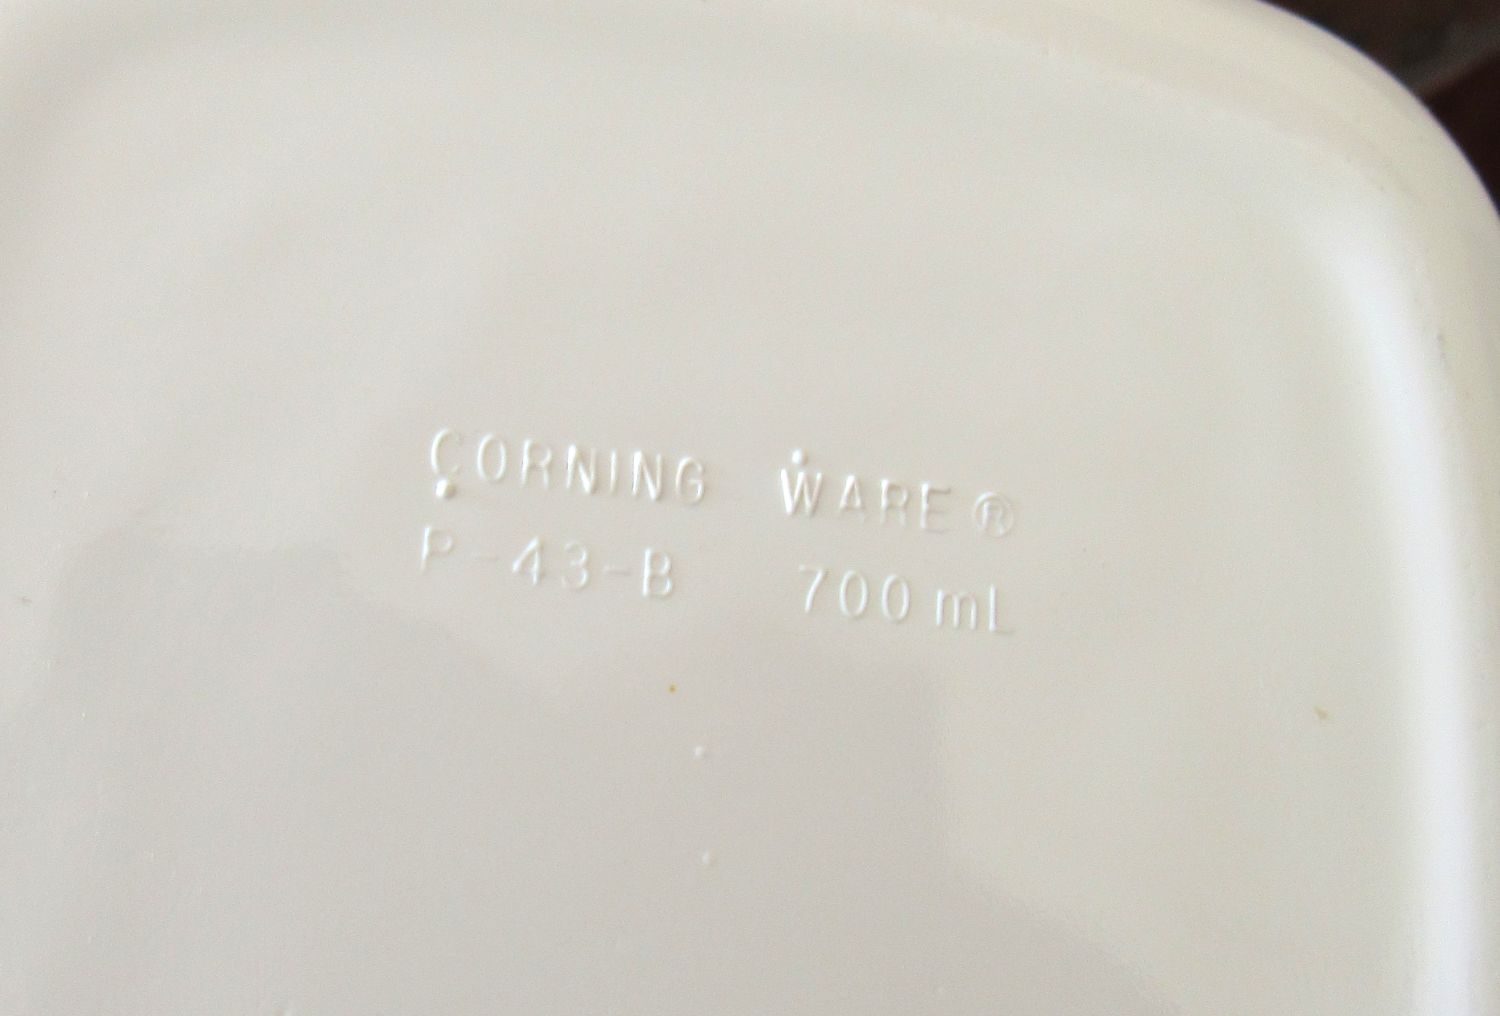 CORNING WARE®
P-43-B 700 mL